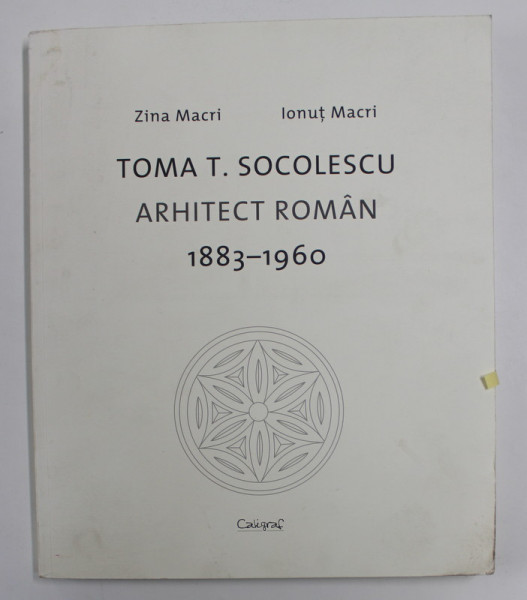 Zina Macri Ionuț Macri
TOMA T. SOCOLESCU
ARHITECT ROMÂN
1883–1960
Caligraf